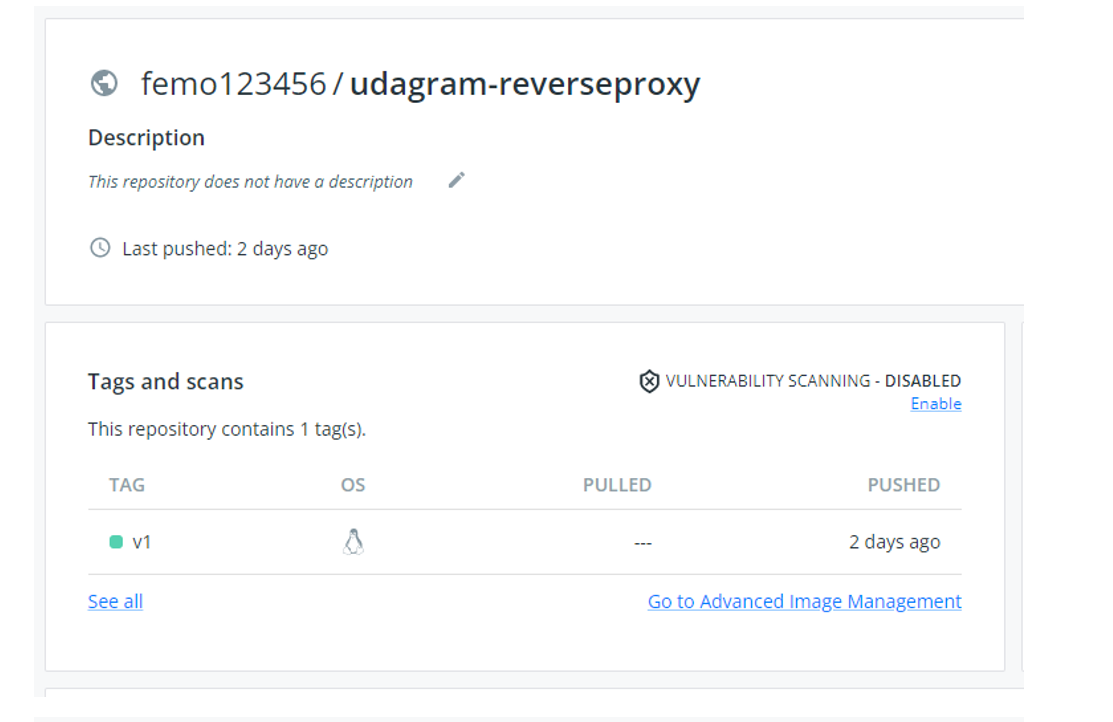 femo123456 / udagram-reverseproxy
Description
This repository does not have a description
Last pushed: 2 days ago
Tags and scans
VULNERABILITY SCANNING - DISABLED
Enable
This repository contains 1 tag(s).
TAG OS PULLED PUSHED
v1 --- 2 days ago
See all Go to Advanced Image Management